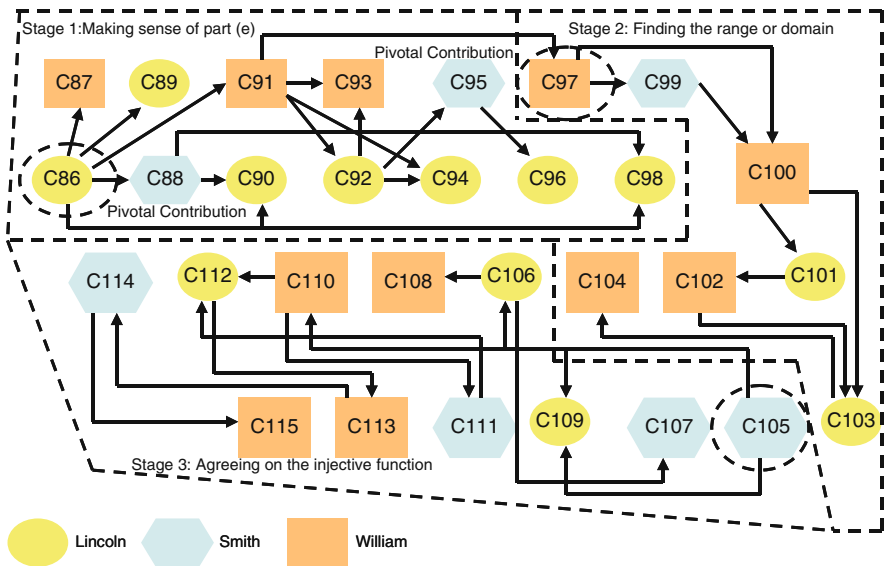 Stage 1:Making sense of part (e)
Stage 2: Finding the range or domain
Pivotal Contribution
C87
C89
C91
C93
C95
C97
C99
C86
C88
C90
C92
C94
C96
C98
C100
Pivotal Contribution
C114
C112
C110
C108
C106
C104
C102
C101
C115
C113
C111
C109
C107
C105
C103
Stage 3: Agreeing on the injective function
Lincoln
Smith
William